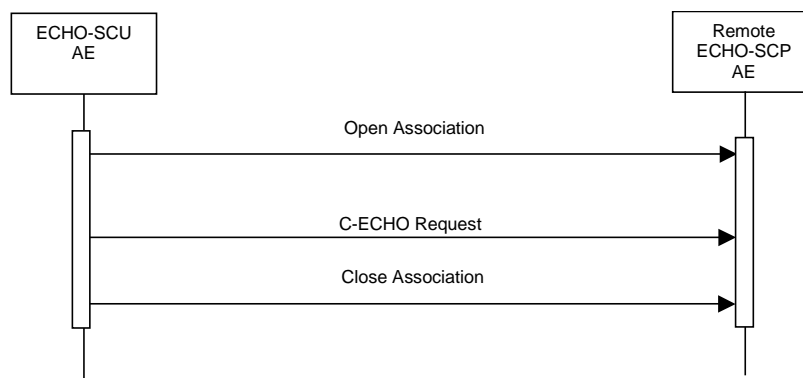 ECHO-SCU
AE
Remote
ECHO-SCP
AE
Open Association
C-ECHO Request
Close Association